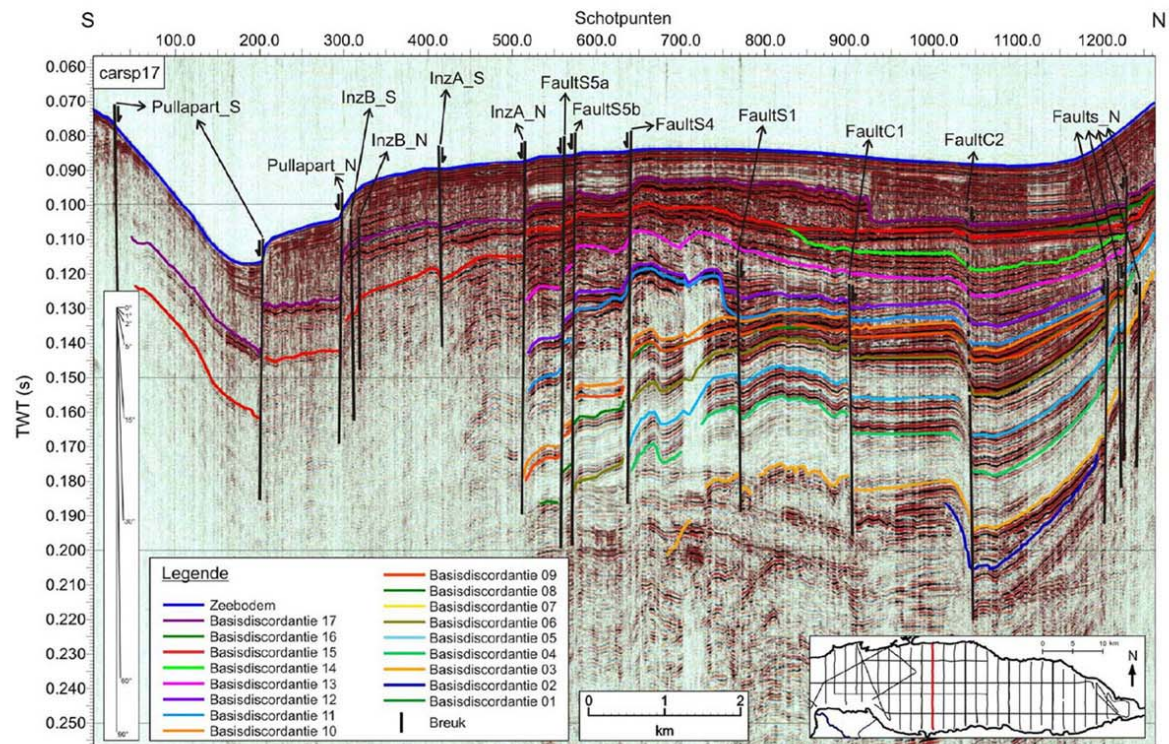 S
Schotpunten
N
100.0 200.0 300.0 400.0 500.0 600.0 700.0 800.0 900.0 1000.0 1100.0 1200.0
0.060
0.070
0.080
0.090
0.100
0.110
0.120
0.130
0.140
0.150
0.160
0.170
0.180
0.190
0.200
0.210
0.220
0.230
0.240
0.250
TWT (s)
carsp17
Pullapart_S
Pullapart_N
InzB_S
InzB_N
InzA_S
InzA_N
FaultS5a
FaultS5b
FaultS4
FaultS1
FaultC1
FaultC2
Faults_N
Legende
Zeebodem
Basisdiscordantie 17
Basisdiscordantie 16
Basisdiscordantie 15
Basisdiscordantie 14
Basisdiscordantie 13
Basisdiscordantie 12
Basisdiscordantie 11
Basisdiscordantie 10
Basisdiscordantie 09
Basisdiscordantie 08
Basisdiscordantie 07
Basisdiscordantie 06
Basisdiscordantie 05
Basisdiscordantie 04
Basisdiscordantie 03
Basisdiscordantie 02
Basisdiscordantie 01
Breuk
0 1 2
km
0 5 10 km
N